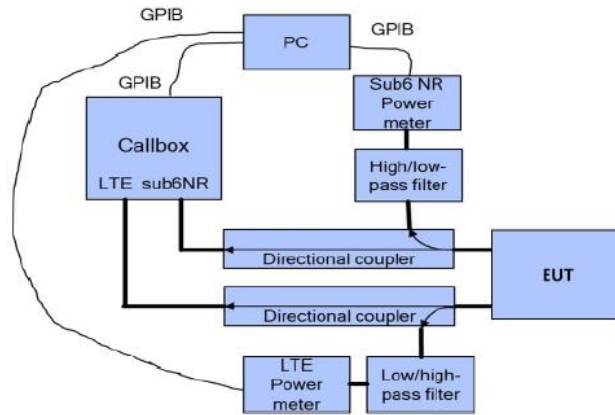 GPIB
PC
GPIB
GPIB
Sub6 NR
Power
meter
Callbox
LTE sub6NR
High/low-
pass filter
Directional coupler
EUT
Directional coupler
LTE
Power
meter
Low/high-
pass filter